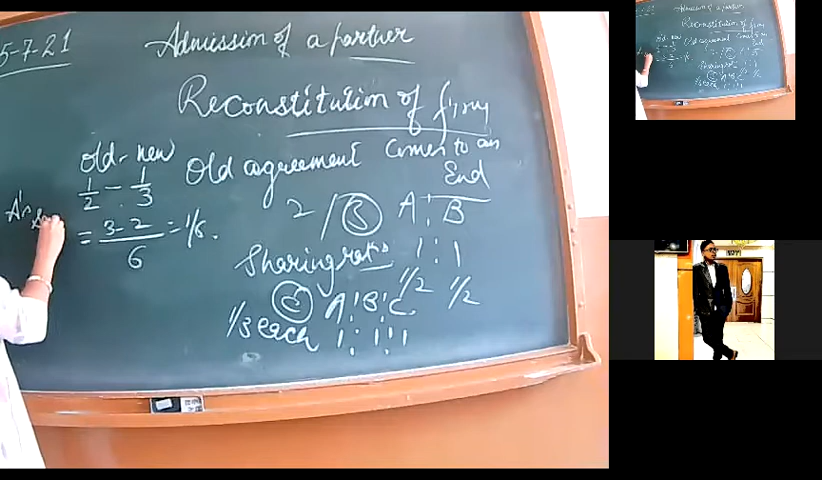 5-7-21
Admission of a partner
Reconstitution of firm
Old agreement comes to an
End
Old - new
1/2 - 1/3
= 3-2/6 = 1/6.
A's
2/3 A : B
Sharing ratio 1 : 1
1/2 1/2
3 A : B : C
1/3 each 1 : 1 : 1